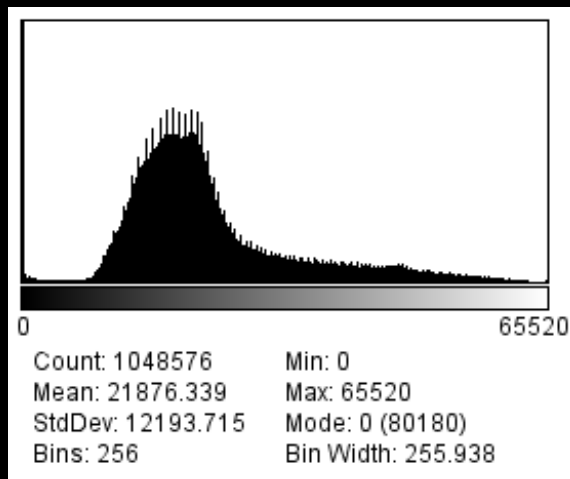 0 65520
Count: 1048576 Min: 0
Mean: 21876.339 Max: 65520
StdDev: 12193.715 Mode: 0 (80180)
Bins: 256 Bin Width: 255.938